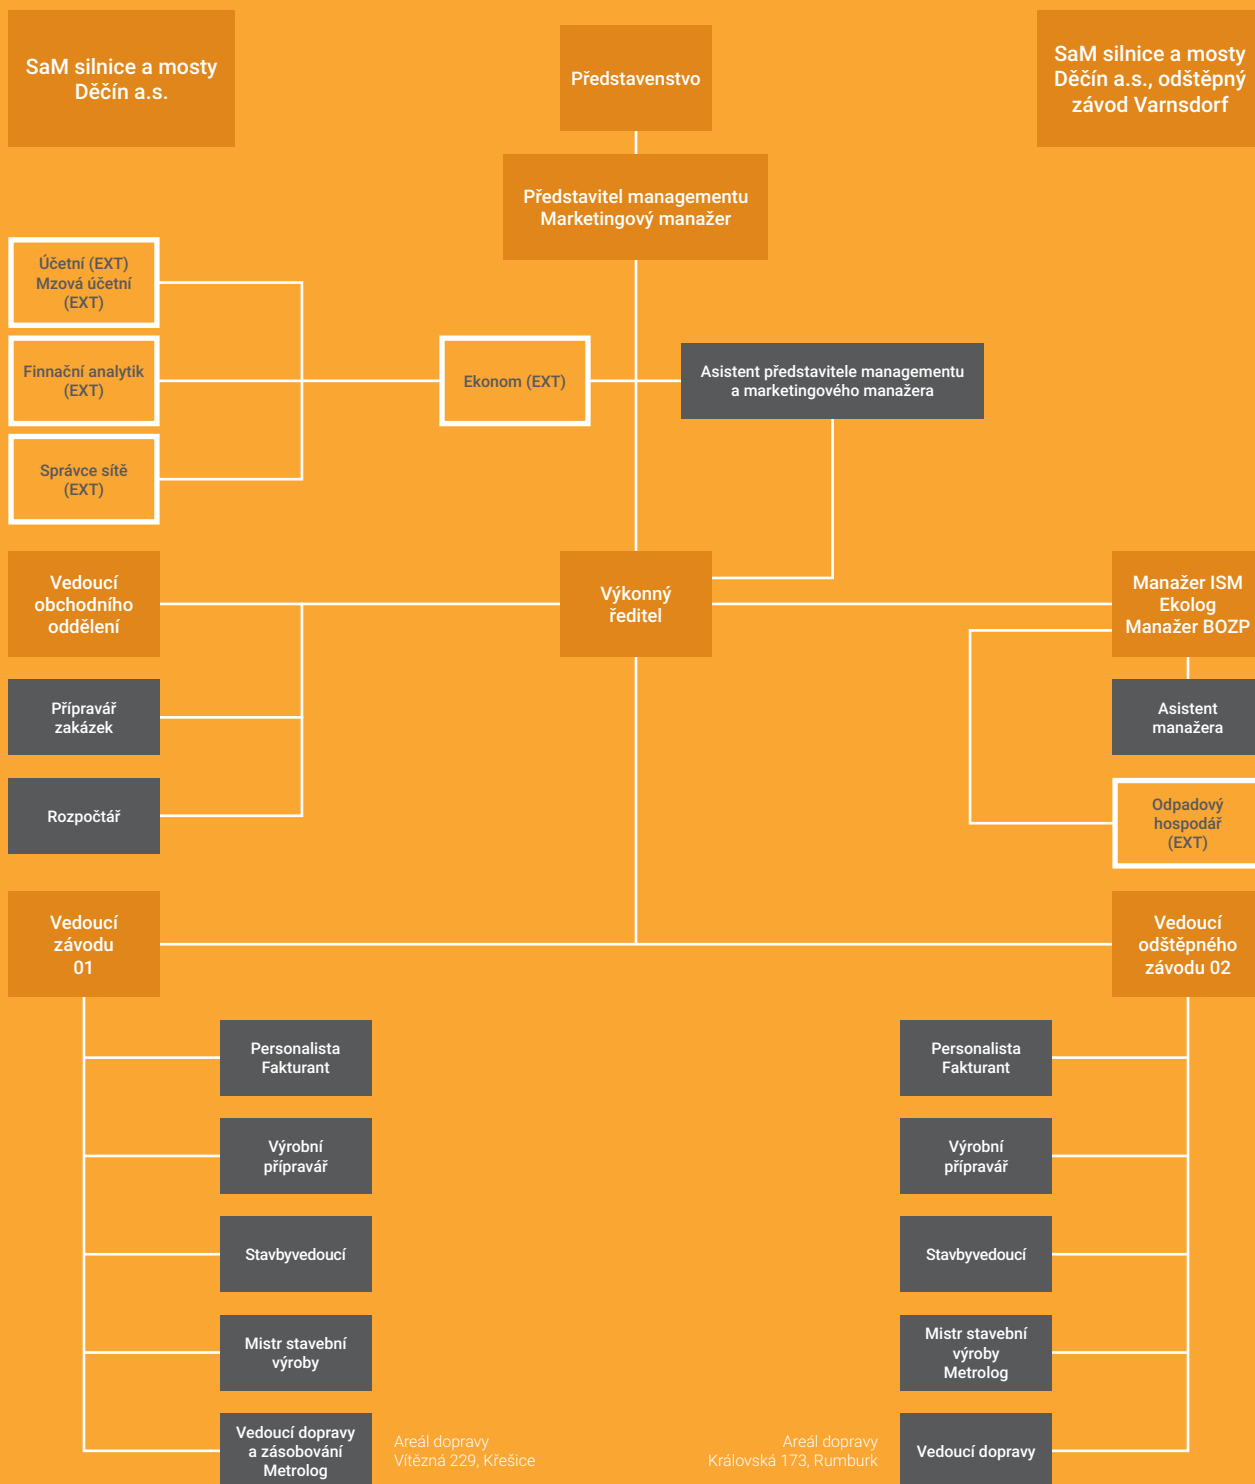 SaM silnice a mosty
Děčín a.s.
Představenstvo
SaM silnice a mosty
Děčín a.s., odštěpný
závod Varnsdorf
Představitel managementu
Marketingový manažer
Účetní (EXT)
Mzová účetní
(EXT)
Finnační analytik
(EXT)
Ekonom (EXT)
Asistent představitele managementu
a marketingového manažera
Správce sítě
(EXT)
Vedoucí
obchodního
oddělení
Výkonný
ředitel
Manažer ISM
Ekolog
Manažer BOZP
Přípravář
zakázek
Asistent
manažera
Rozpočtář
Odpadový
hospodář
(EXT)
Vedoucí
závodu
01
Vedoucí
odštěpného
závodu 02
Personalista
Fakturant
Personalista
Fakturant
Výrobní
přípravář
Výrobní
přípravář
Stavbyvedoucí
Stavbyvedoucí
Mistr stavební
výroby
Mistr stavební
výroby
Metrolog
Vedoucí dopravy
a zásobování
Metrolog
Areál dopravy
Vítězná 229, Křešice
Areál dopravy
Královská 173, Rumburk
Vedoucí dopravy